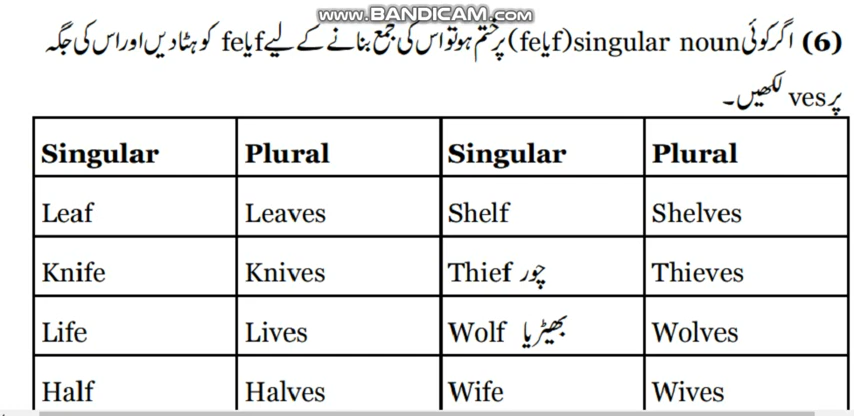 www.BANDICAM.com
(6) اگر کوئی singular noun (f یا fe) پر ختم ہو تو اس کی جمع بنانے کے لیے f یا fe کو ہٹا دیں اور اس کی جگہ
پر ves لکھیں۔
Singular Plural Singular Plural
Leaf Leaves Shelf Shelves
Knife Knives Thief چور Thieves
Life Lives Wolf بھیڑیا Wolves
Half Halves Wife Wives